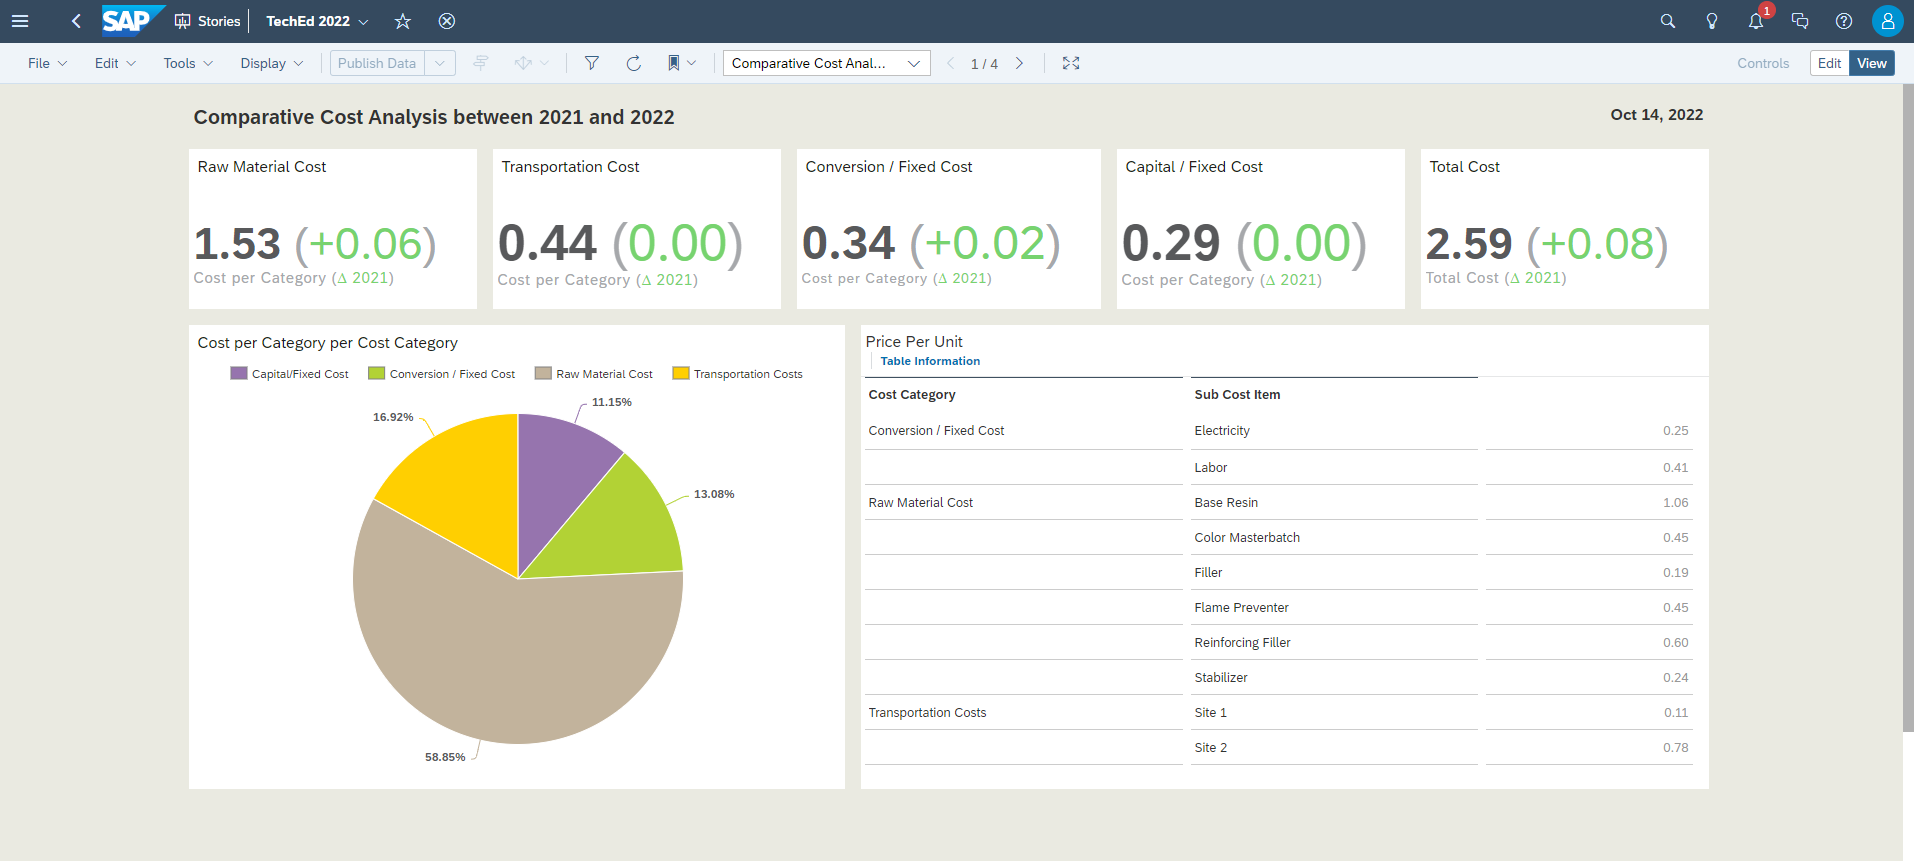 SAP Stories TechEd 2022 1
File Edit Tools Display Publish Data Comparative Cost Anal... 1 / 4 Controls Edit View
Comparative Cost Analysis between 2021 and 2022 Oct 14, 2022
Raw Material Cost
1.53 (+0.06)
Cost per Category (Δ 2021)
Transportation Cost
0.44 (0.00)
Cost per Category (Δ 2021)
Conversion / Fixed Cost
0.34 (+0.02)
Cost per Category (Δ 2021)
Capital / Fixed Cost
0.29 (0.00)
Cost per Category (Δ 2021)
Total Cost
2.59 (+0.08)
Total Cost (Δ 2021)
Cost per Category per Cost Category
Capital/Fixed Cost Conversion / Fixed Cost Raw Material Cost Transportation Costs
11.15%
16.92%
13.08%
58.85%
Price Per Unit
Table Information
Cost Category Sub Cost Item
Conversion / Fixed Cost Electricity 0.25
Labor 0.41
Raw Material Cost Base Resin 1.06
Color Masterbatch 0.45
Filler 0.19
Flame Preventer 0.45
Reinforcing Filler 0.60
Stabilizer 0.24
Transportation Costs Site 1 0.11
Site 2 0.78